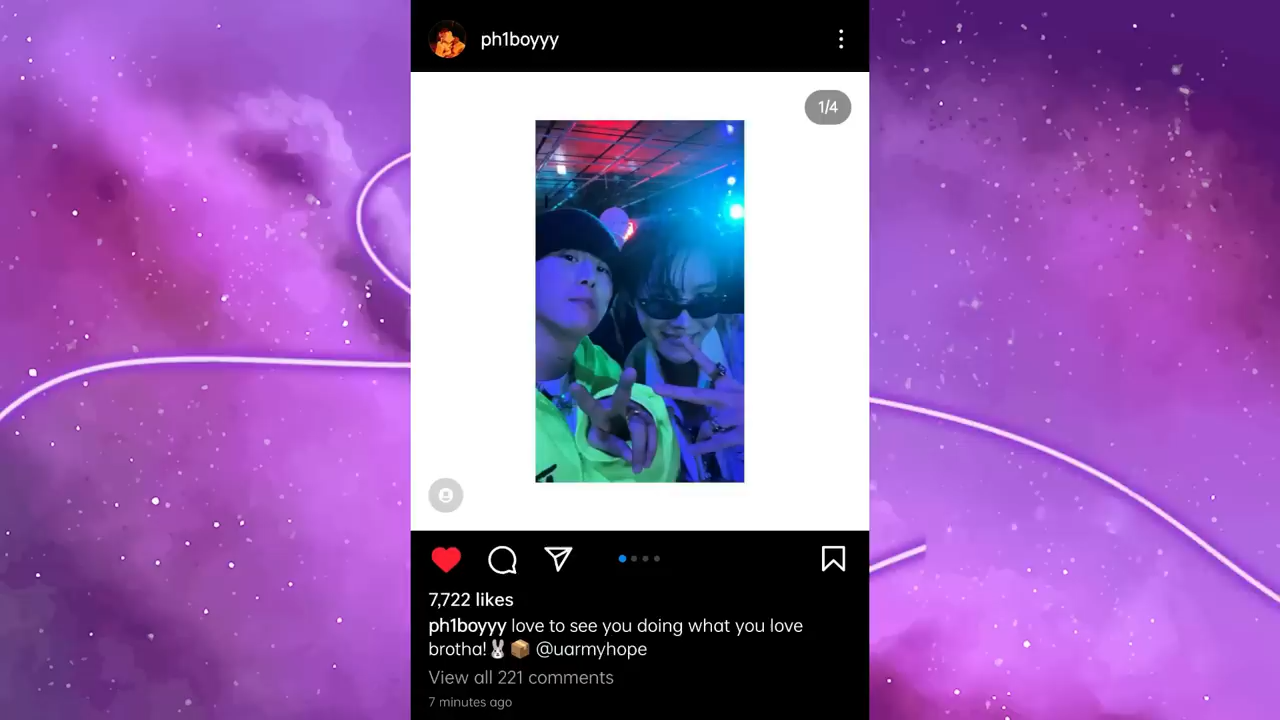 ph1boyyy
1/4
7,722 likes
ph1boyyy love to see you doing what you love
brotha!🐰📦 @uarmyhope
View all 221 comments
7 minutes ago